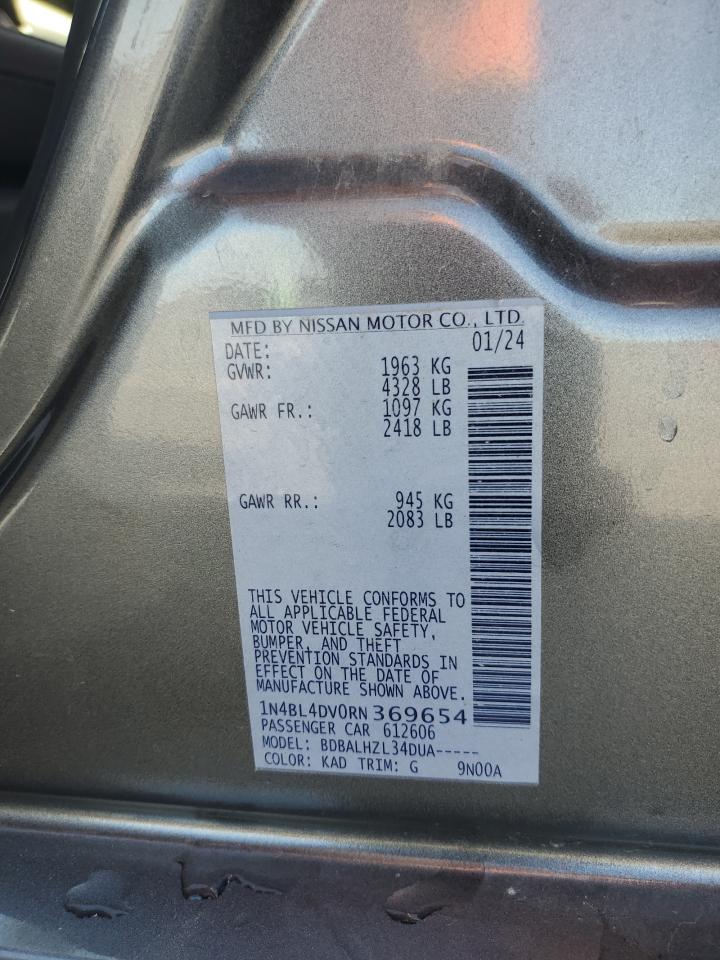 MFD BY NISSAN MOTOR CO., LTD.
DATE: 01/24
GVWR: 1963 KG
4328 LB
GAWR FR.: 1097 KG
2418 LB
GAWR RR.: 945 KG
2083 LB
THIS VEHICLE CONFORMS TO
ALL APPLICABLE FEDERAL
MOTOR VEHICLE SAFETY,
BUMPER, AND THEFT
PREVENTION STANDARDS IN
EFFECT ON THE DATE OF
MANUFACTURE SHOWN ABOVE.
1N4BL4DV0RN369654
PASSENGER CAR 612606
MODEL: BDBALHZL34DUA-----
COLOR: KAD TRIM: G 9N00A